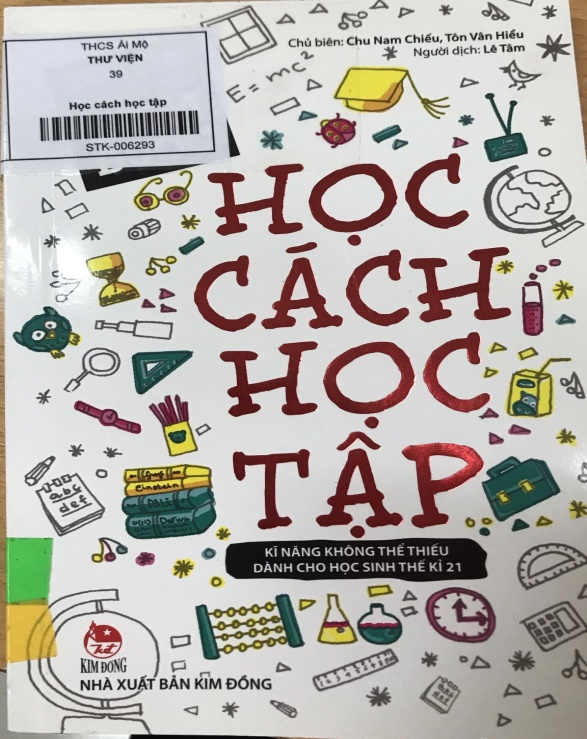 THCS Ái Mộ
THƯ VIỆN
39
Học cách học tập
STK-006293
Chủ biên: Chu Nam Chiếu, Tôn Vân Hiểu
Người dịch: Lê Tâm
E = mc²
HỌC
CÁCH
HỌC
TẬP
KĨ NĂNG KHÔNG THỂ THIẾU
DÀNH CHO HỌC SINH THẾ KỈ 21
Einstein
Darwin
abc
def
KIM ĐỒNG
NHÀ XUẤT BẢN KIM ĐỒNG